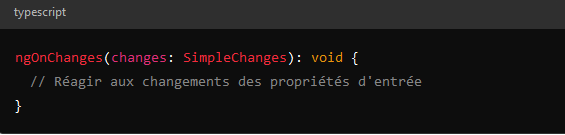 typescript
ngOnChanges(changes: SimpleChanges): void {
// Réagir aux changements des propriétés d'entrée
}